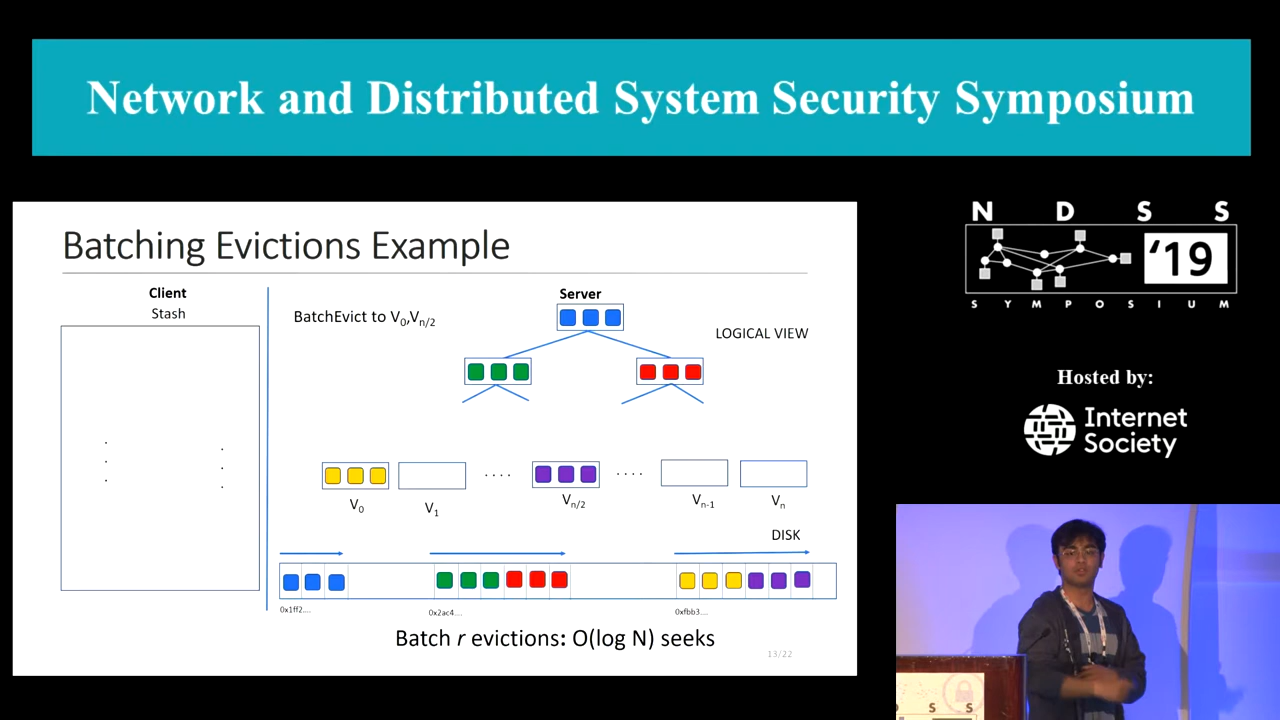 Network and Distributed System Security Symposium
Batching Evictions Example
Client
Stash
Server
BatchEvict to V₀,Vₙ/₂
LOGICAL VIEW
V₀
V₁
Vₙ/₂
Vₙ₋₁
Vₙ
DISK
0x1ff2....
0x2ac4....
0xfbb3....
Batch r evictions: O(log N) seeks
13/22
N D S S
'19
SYMPOSIUM
Hosted by:
Internet
Society
S S